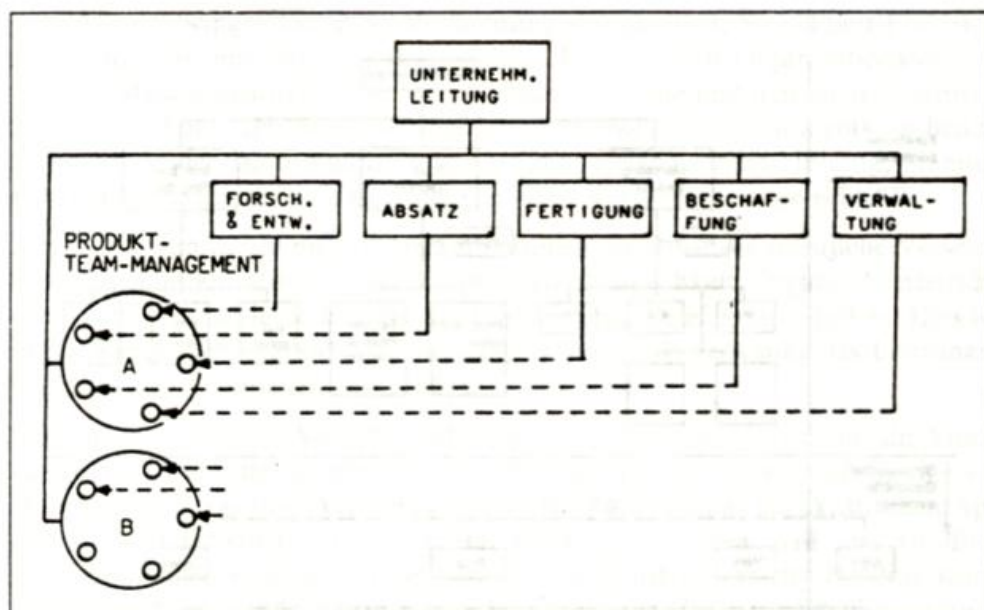 UNTERNEHM.
LEITUNG
FORSCH.
& ENTW.
ABSATZ
FERTIGUNG
BESCHAF-
FUNG
VERWAL-
TUNG
PRODUKT-
TEAM-MANAGEMENT
A
B